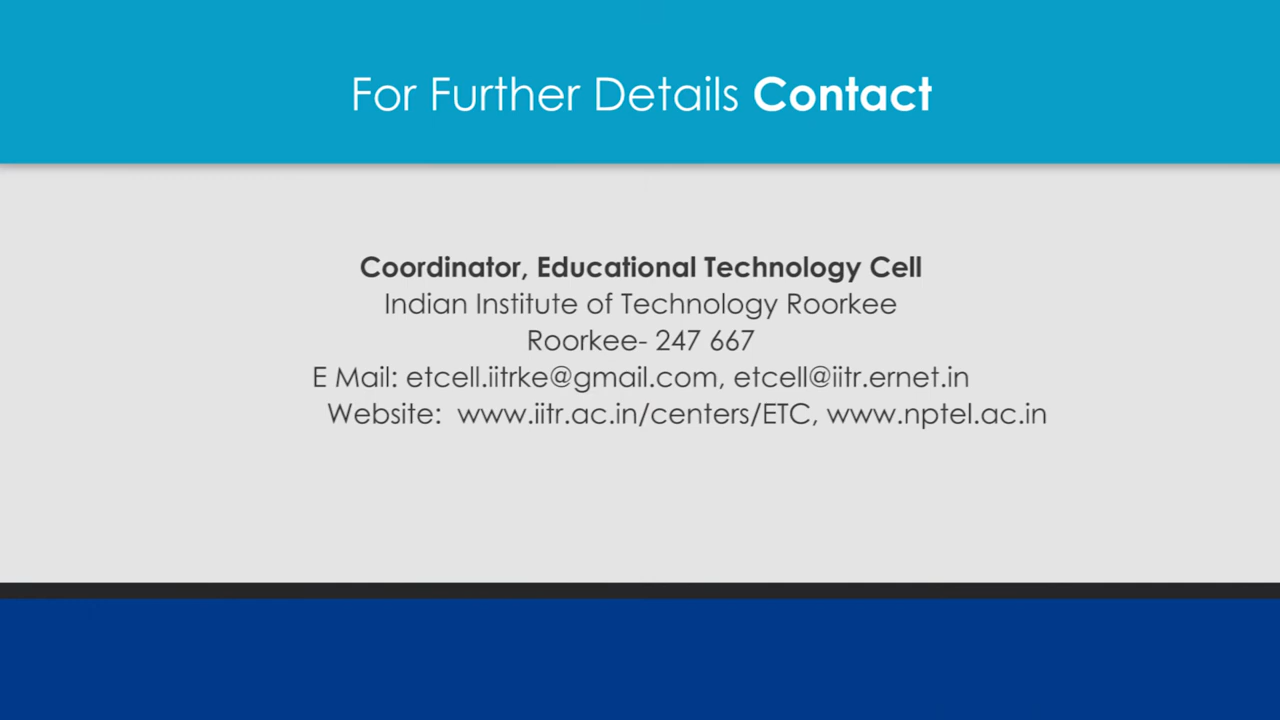 For Further Details Contact
Coordinator, Educational Technology Cell
Indian Institute of Technology Roorkee
Roorkee- 247 667
E Mail: etcell.iitrke@gmail.com, etcell@iitr.ernet.in
Website: www.iitr.ac.in/centers/ETC, www.nptel.ac.in